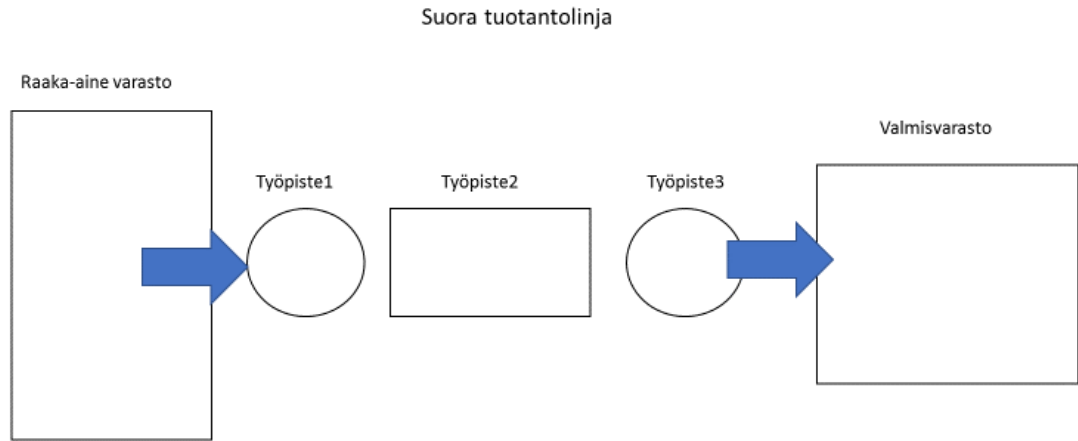 Suora tuotantolinja
Raaka-aine varasto
Valmisvarasto
Työpiste1
Työpiste2
Työpiste3